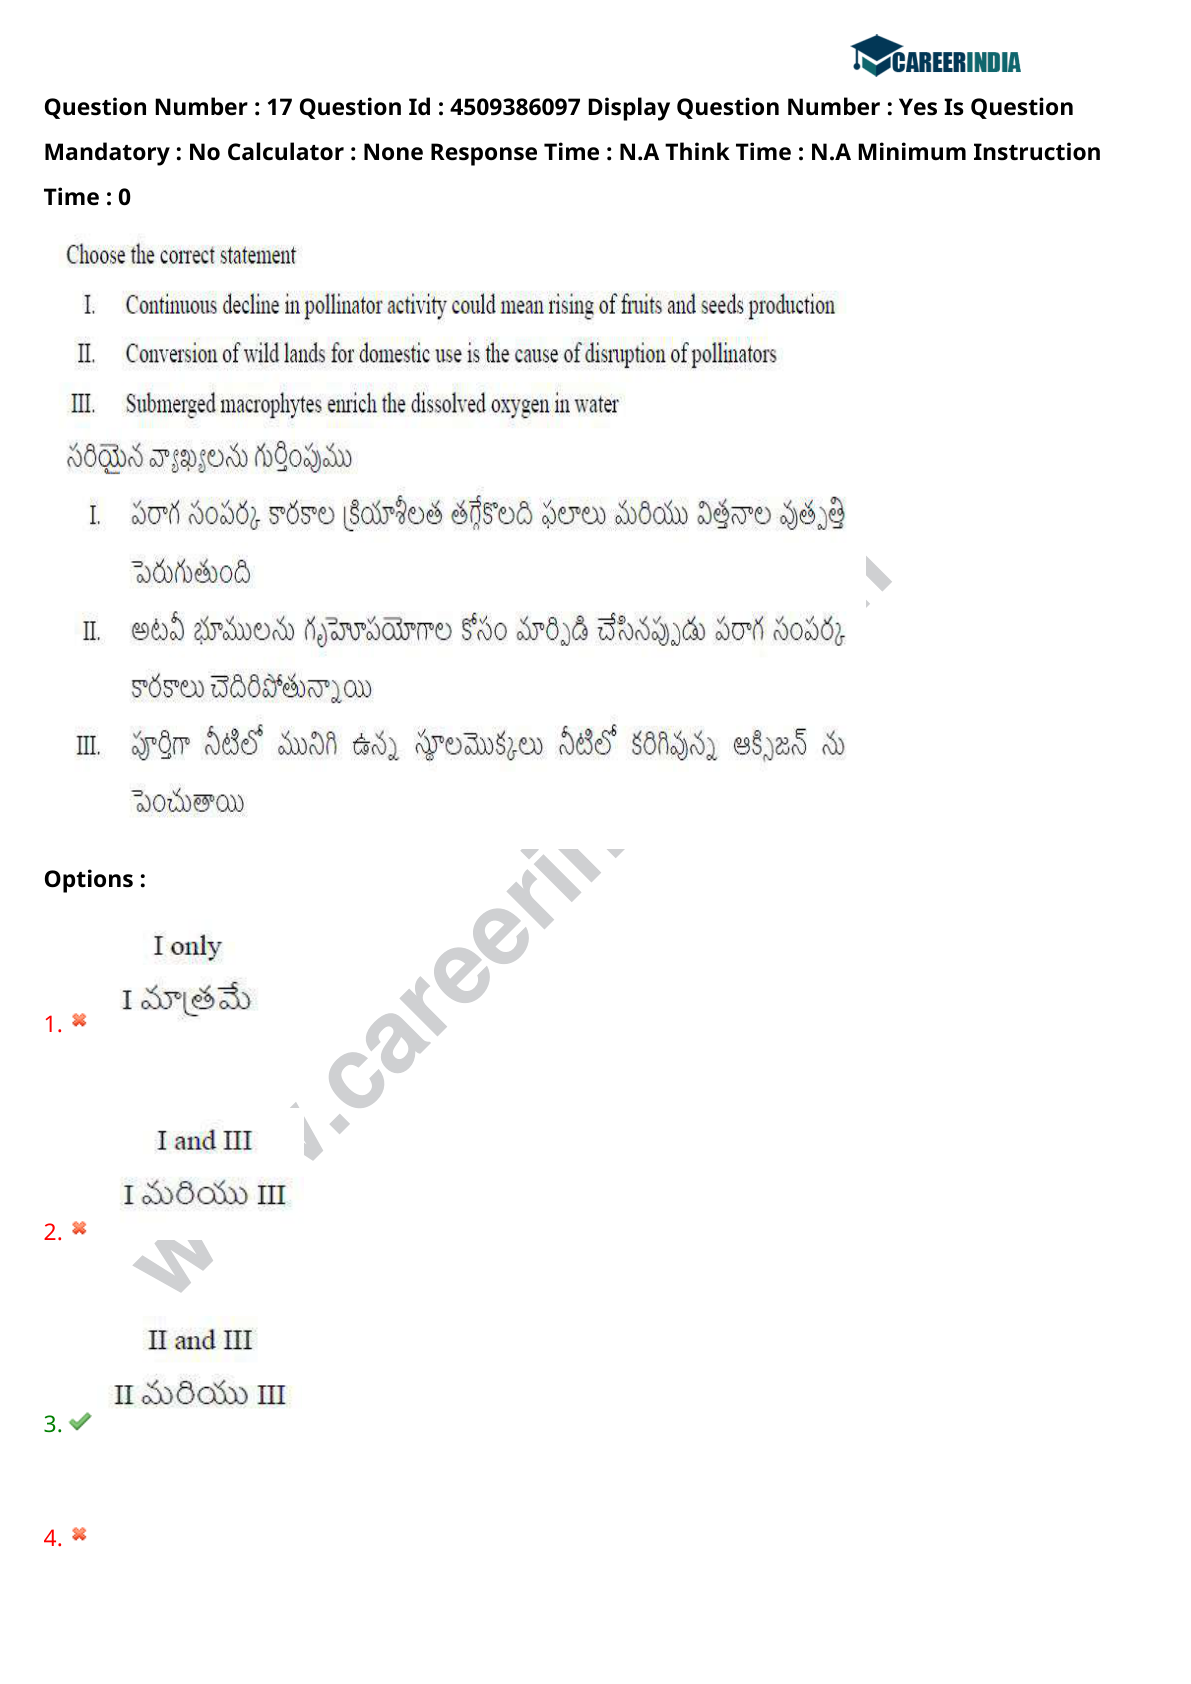 CAREERINDIA
Question Number : 17 Question Id : 4509386097 Display Question Number : Yes Is Question
Mandatory : No Calculator : None Response Time : N.A Think Time : N.A Minimum Instruction
Time : 0
Choose the correct statement
I. Continuous decline in pollinator activity could mean rising of fruits and seeds production
II. Conversion of wild lands for domestic use is the cause of disruption of pollinators
III. Submerged macrophytes enrich the dissolved oxygen in water
సరియైన వ్యాఖ్యలను గుర్తింపుము
I. పరాగ సంపర్క కారకాల క్రియాశీలత తగ్గేకొలది ఫలాలు మరియు విత్తనాల వుత్పత్తి
పెరుగుతుంది
II. అటవీ భూములను గృహెూపయోగాల కోసం మార్పిడి చేసినప్పుడు పరాగ సంపర్క
కారకాలు చెదిరిపోతున్నాయి
III. పూర్తిగా నీటిలో మునిగి ఉన్న స్థూలమొక్కలు నీటిలో కరిగివున్న ఆక్సిజన్ ను
పెంచుతాయి
Options :
I only
I మాత్రమే
1.
I and III
I మరియు III
2.
II and III
II మరియు III
3.
4.